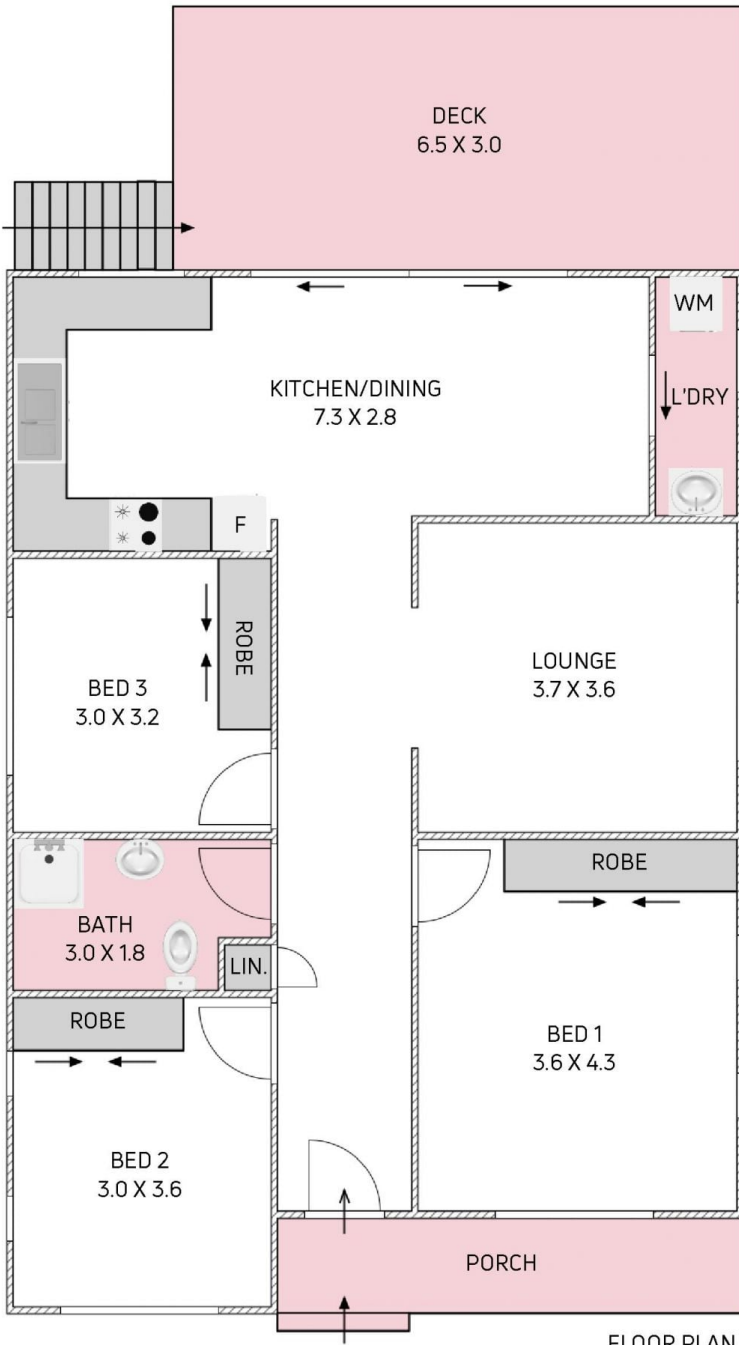 DECK
6.5 X 3.0
WM
KITCHEN/DINING
7.3 X 2.8
L'DRY
F
ROBE
BED 3
3.0 X 3.2
LOUNGE
3.7 X 3.6
ROBE
BATH
3.0 X 1.8
LIN.
ROBE
BED 1
3.6 X 4.3
BED 2
3.0 X 3.6
PORCH
FLOOR PLAN